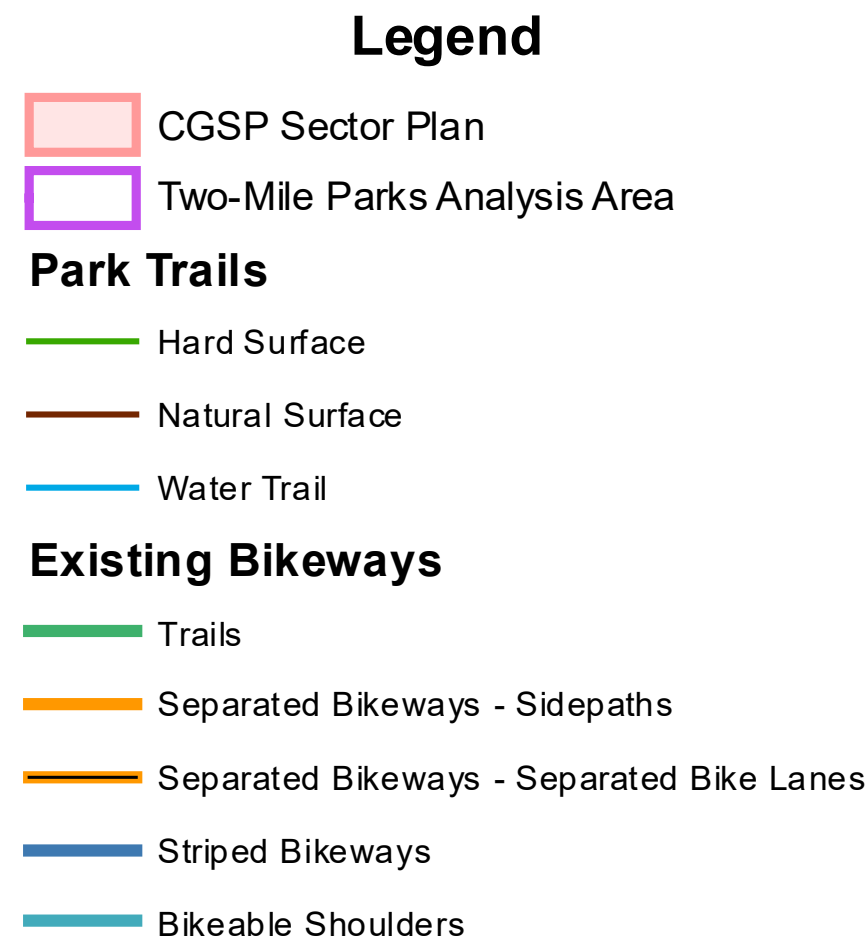 Legend
CGSP Sector Plan
Two-Mile Parks Analysis Area
Park Trails
Hard Surface
Natural Surface
Water Trail
Existing Bikeways
Trails
Separated Bikeways - Sidepaths
Separated Bikeways - Separated Bike Lanes
Striped Bikeways
Bikeable Shoulders